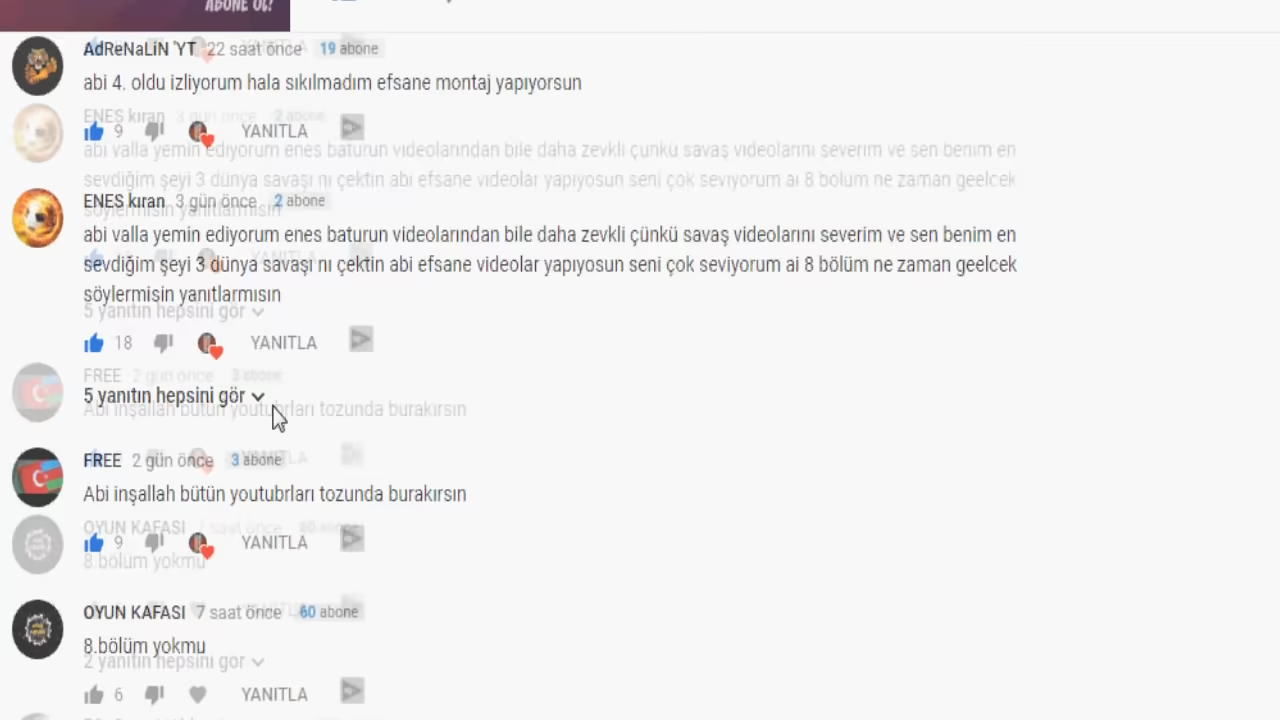 ABONE OL!
AdReNaLiN 'YT 22 saat önce 19 abone
abi 4. oldu izliyorum hala sıkılmadım efsane montaj yapıyorsun
9 YANITLA
ENES kıran 3 gün önce 2 abone
abi valla yemin ediyorum enes baturun videolarından bile daha zevkli çünkü savaş videolarını severim ve sen benim en
sevdiğim şeyi 3 dünya savaşı nı çektin abi efsane videolar yapıyosun seni çok seviyorum ai 8 bölüm ne zaman geelcek
söylermisin yanıtlarmısın
18 YANITLA
5 yanıtın hepsini gör
FREE 2 gün önce 3 abone
Abi inşallah bütün youtubrları tozunda burakırsın
9 YANITLA
OYUN KAFASI 7 saat önce 60 abone
8.bölüm yokmu
2 yanıtın hepsini gör
6 YANITLA